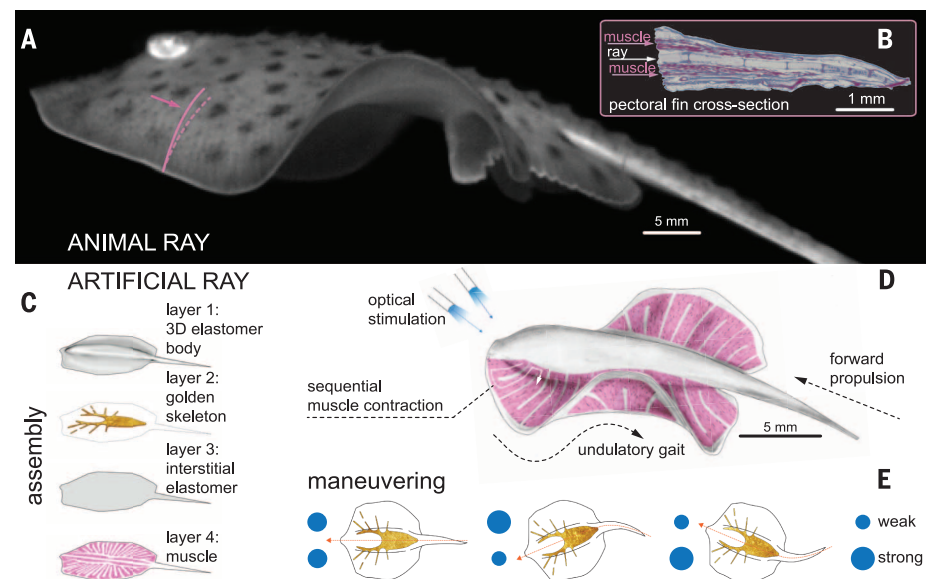 A
muscle
ray
muscle
B
pectoral fin cross-section
1 mm
5 mm
ANIMAL RAY
ARTIFICIAL RAY
C
assembly
layer 1:
3D elastomer
body
layer 2:
golden
skeleton
layer 3:
interstitial
elastomer
layer 4:
muscle
D
optical
stimulation
sequential
muscle contraction
forward
propulsion
5 mm
undulatory gait
maneuvering
E
weak
strong